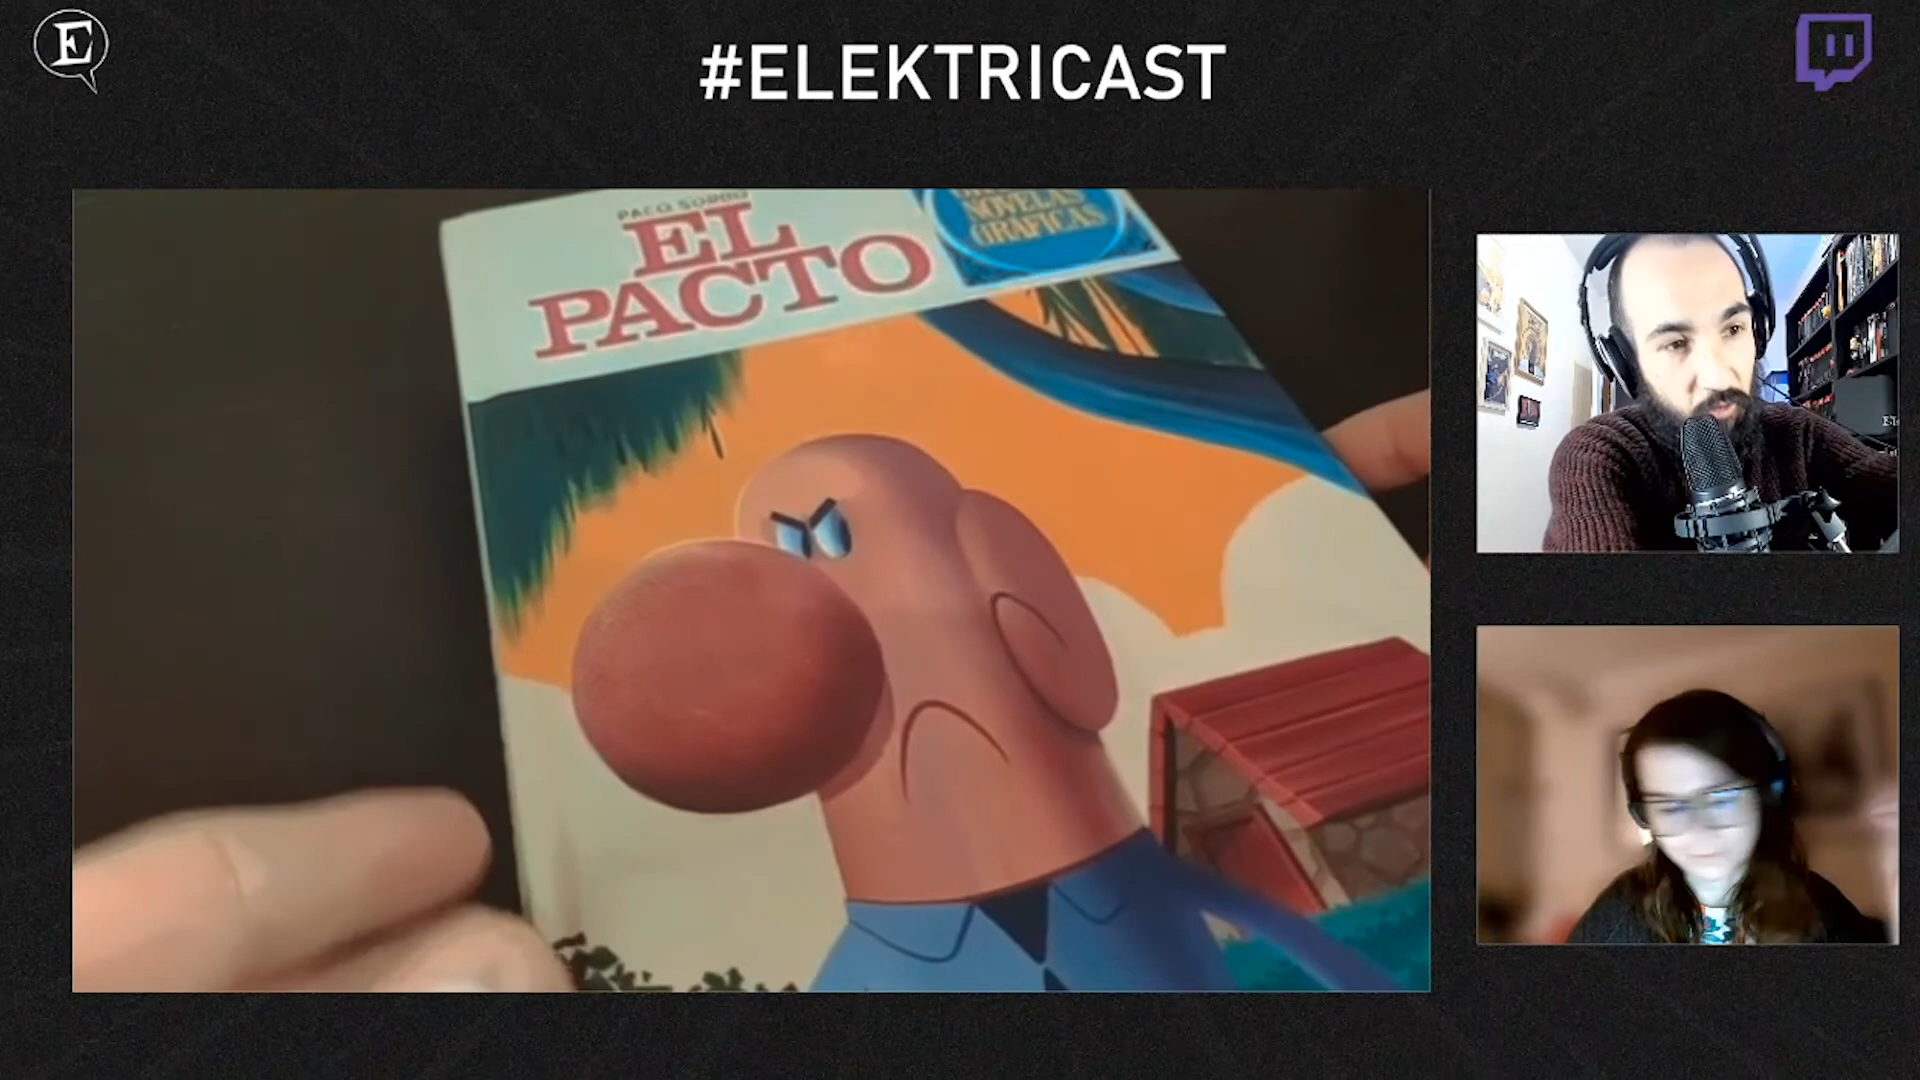 E
#ELEKTRICAST
PACO SORDO
EL
PACTO
NOVELAS
GRÁFICAS